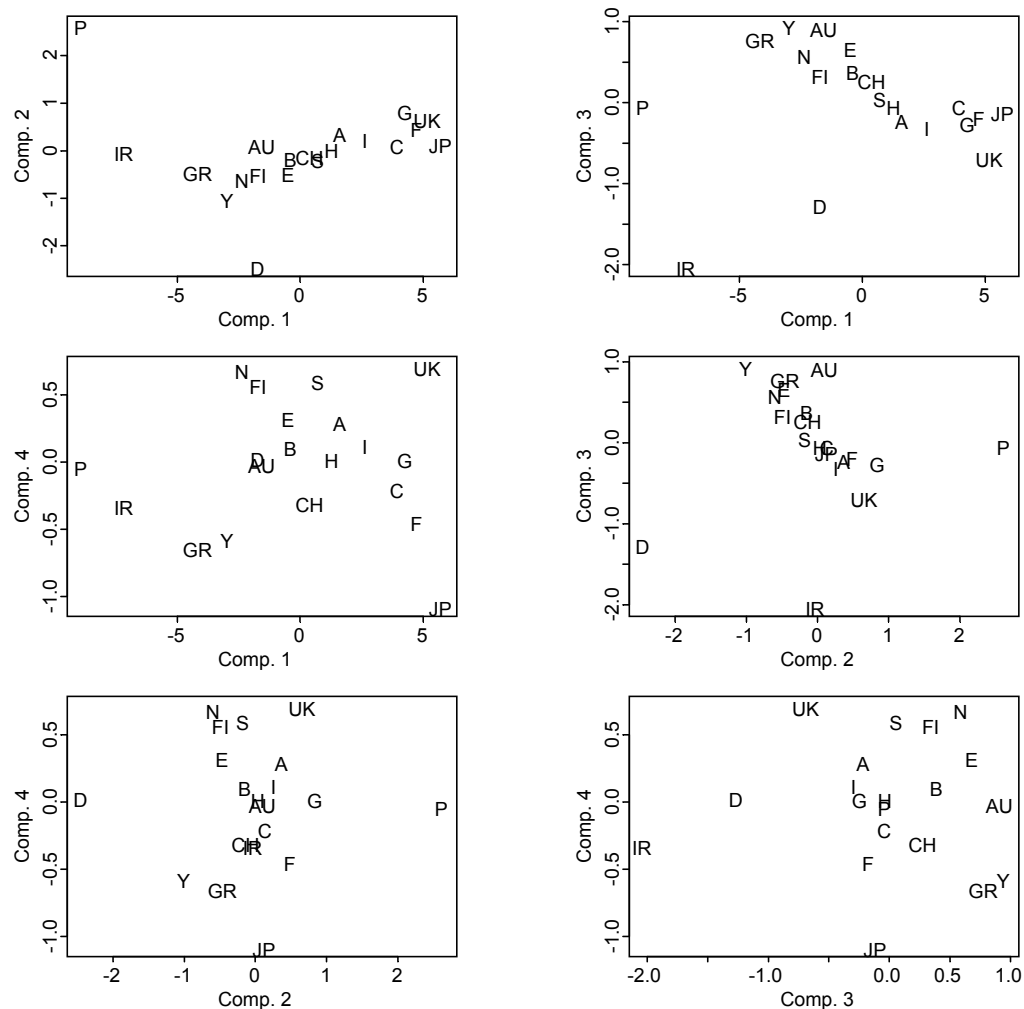 P
2
1
G
UK
F
A
I
H
C
JP
0
AU
B
CH
S
IR
E
GR
FI
N
Y
-1
-2
D
Comp. 2
-5
0
5
Comp. 1
1.0
Y
AU
GR
E
N
B
FI
CH
S
H
0.0
P
C
F
JP
A
G
I
UK
-1.0
D
-2.0
IR
Comp. 3
-5
0
5
Comp. 1
N
UK
FI
S
0.5
E
A
B
I
D
H
G
0.0
AU
P
C
CH
IR
F
-0.5
Y
GR
-1.0
JP
Comp. 4
-5
0
5
Comp. 1
1.0
Y
AU
GR
E
N
B
FI
CH
S
0.0
H
C
P
JP
F
A
G
I
UK
-1.0
D
-2.0
IR
Comp. 3
-2
-1
0
1
2
Comp. 2
N
UK
S
FI
0.5
E
A
I
B
D
H
G
0.0
AU
P
C
CH
IR
F
-0.5
Y
GR
-1.0
JP
Comp. 4
-2
-1
0
1
2
Comp. 2
UK
N
S
FI
0.5
E
A
I
B
D
G
H
0.0
P
AU
C
CH
IR
F
-0.5
Y
GR
-1.0
JP
Comp. 4
-2.0
-1.0
0.0
0.5
1.0
Comp. 3